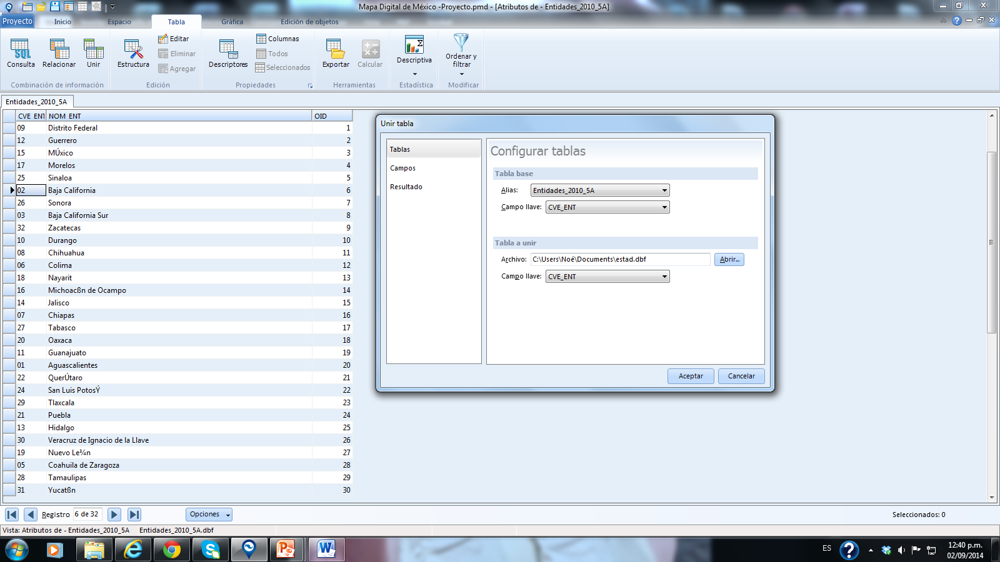 Mapa Digital de México -Proyecto.pmd - [Atributos de - Entidades_2010_5A]
Proyecto Inicio Espacio Tabla Gráfica Edición de objetos
Consulta Relacionar Unir
Combinación de información
Estructura Editar Eliminar Agregar
Edición
Descriptores Columnas Todos Seleccionados
Propiedades
Exportar Calcular
Herramientas
Descriptiva
Estadística
Ordenar y
filtrar
Modificar
Entidades_2010_5A
CVE_ENT NOM_ENT OID
09 Distrito Federal 1
12 Guerrero 2
15 MÚxico 3
17 Morelos 4
25 Sinaloa 5
02 Baja California 6
26 Sonora 7
03 Baja California Sur 8
32 Zacatecas 9
10 Durango 10
08 Chihuahua 11
06 Colima 12
18 Nayarit 13
16 Michoacßn de Ocampo 14
14 Jalisco 15
07 Chiapas 16
27 Tabasco 17
20 Oaxaca 18
11 Guanajuato 19
01 Aguascalientes 20
22 QuerÚtaro 21
24 San Luis PotosÝ 22
29 Tlaxcala 23
21 Puebla 24
13 Hidalgo 25
30 Veracruz de Ignacio de la Llave 26
19 Nuevo Le¾n 27
05 Coahuila de Zaragoza 28
28 Tamaulipas 29
31 Yucatßn 30
Unir tabla
Tablas
Campos
Resultado
Configurar tablas
Tabla base
Alias: Entidades_2010_5A
Campo llave: CVE_ENT
Tabla a unir
Archivo: C:\Users\Noé\Documents\estad.dbf Abrir...
Campo llave: CVE_ENT
Aceptar Cancelar
Registro 6 de 32 Opciones Seleccionados: 0
Vista: Atributos de - Entidades_2010_5A Entidades_2010_5A.dbf
ES 12:40 p.m.
02/09/2014